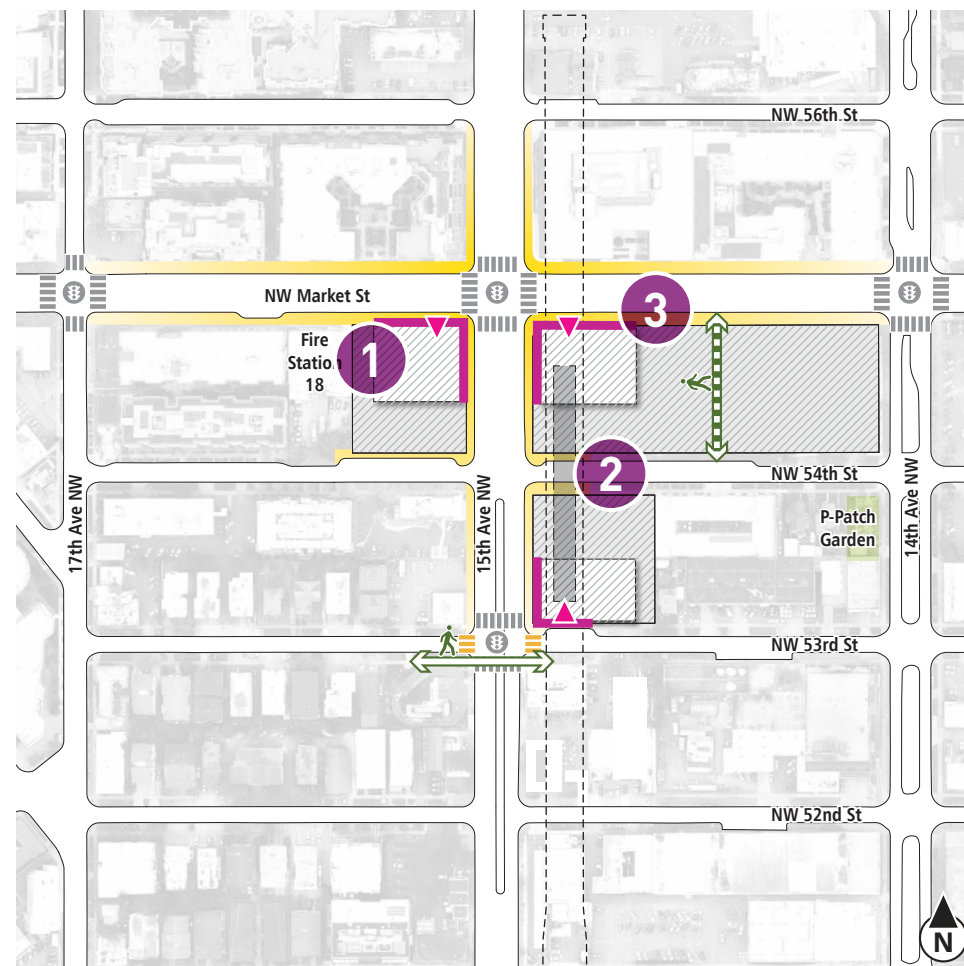 NW 56th St
NW Market St
3
Fire
Station
18
1
2
NW 54th St
17th Ave NW
15th Ave NW
14th Ave NW
P-Patch
Garden
NW 53rd St
NW 52nd St
N